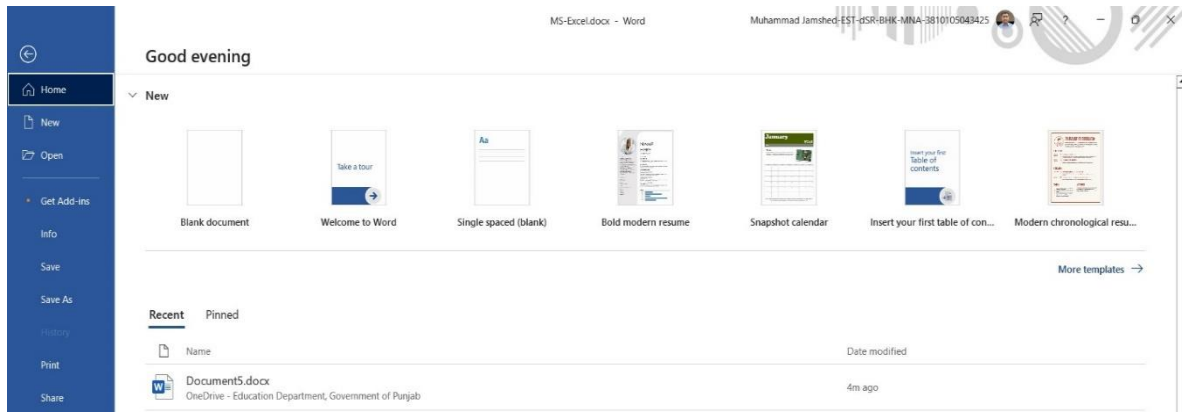 MS-Excel.docx - Word
Muhammad Jamshed-EST-dSR-BHK-MNA-3810105043425
?
Good evening
Home
New
Open
Get Add-ins
Info
Save
Save As
History
Print
Share
New
Take a tour
Aa
January
Insert your first
Table of
contents
Blank document
Welcome to Word
Single spaced (blank)
Bold modern resume
Snapshot calendar
Insert your first table of con...
Modern chronological resu...
More templates
Recent
Pinned
Name
Date modified
Document5.docx
OneDrive - Education Department, Government of Punjab
4m ago